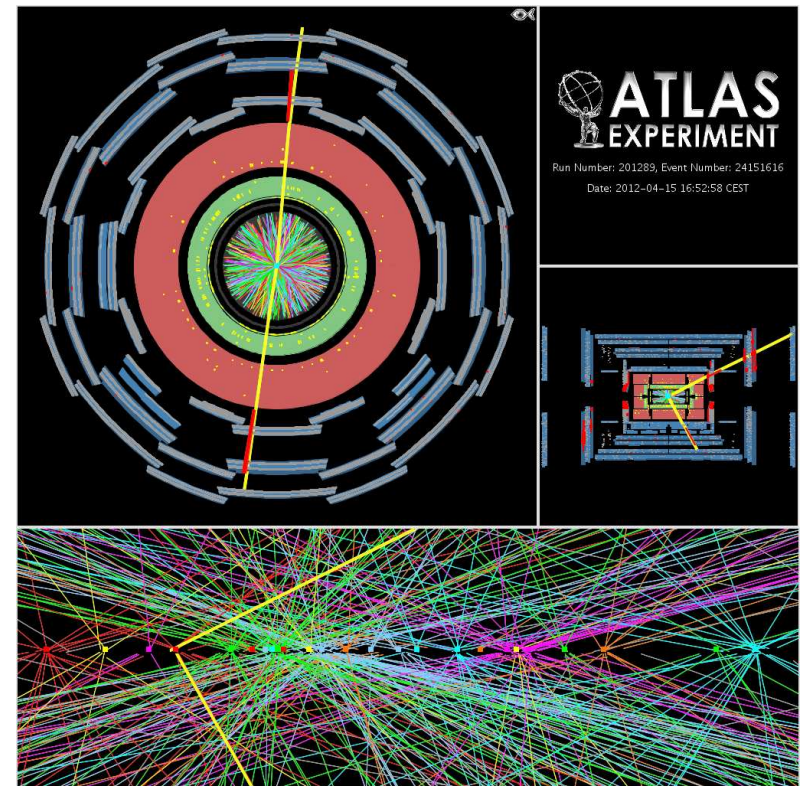 ATLAS
EXPERIMENT
Run Number: 201289, Event Number: 24151616
Date: 2012-04-15 16:52:58 CEST